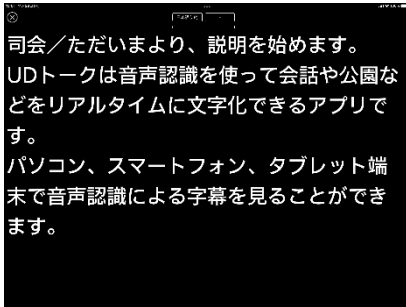 司会／ただいまより、説明を始めます。
UDトークは音声認識を使って会話や公園な
どをリアルタイムに文字化できるアプリで
す。
パソコン、スマートフォン、タブレット端
末で音声認識による字幕を見ることができ
ます。